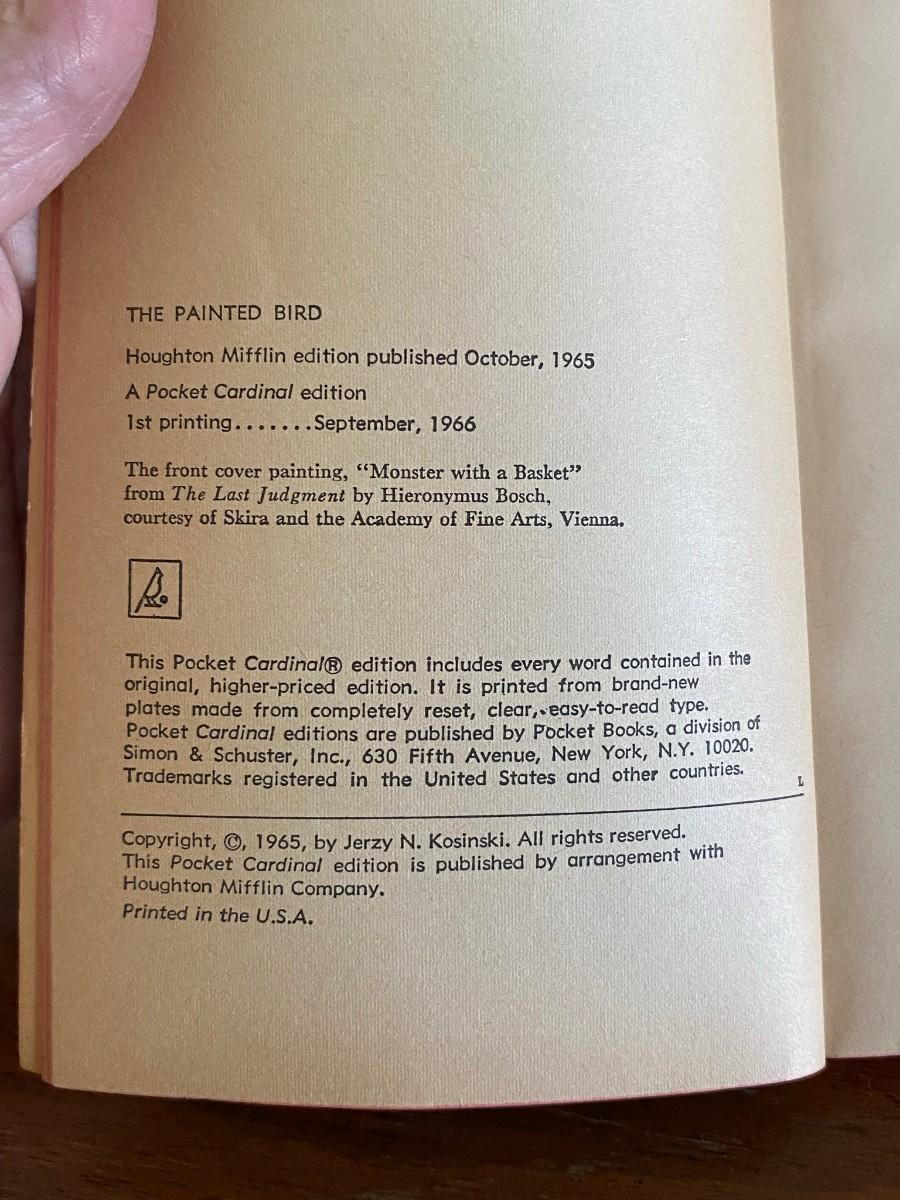 THE PAINTED BIRD
Houghton Mifflin edition published October, 1965
A Pocket Cardinal edition
1st printing.......September, 1966
The front cover painting, “Monster with a Basket”
from The Last Judgment by Hieronymus Bosch,
courtesy of Skira and the Academy of Fine Arts, Vienna.
This Pocket Cardinal® edition includes every word contained in the
original, higher-priced edition. It is printed from brand-new
plates made from completely reset, clear, easy-to-read type.
Pocket Cardinal editions are published by Pocket Books, a division of
Simon & Schuster, Inc., 630 Fifth Avenue, New York, N.Y. 10020.
Trademarks registered in the United States and other countries.
L
Copyright, ©, 1965, by Jerzy N. Kosinski. All rights reserved.
This Pocket Cardinal edition is published by arrangement with
Houghton Mifflin Company.
Printed in the U.S.A.